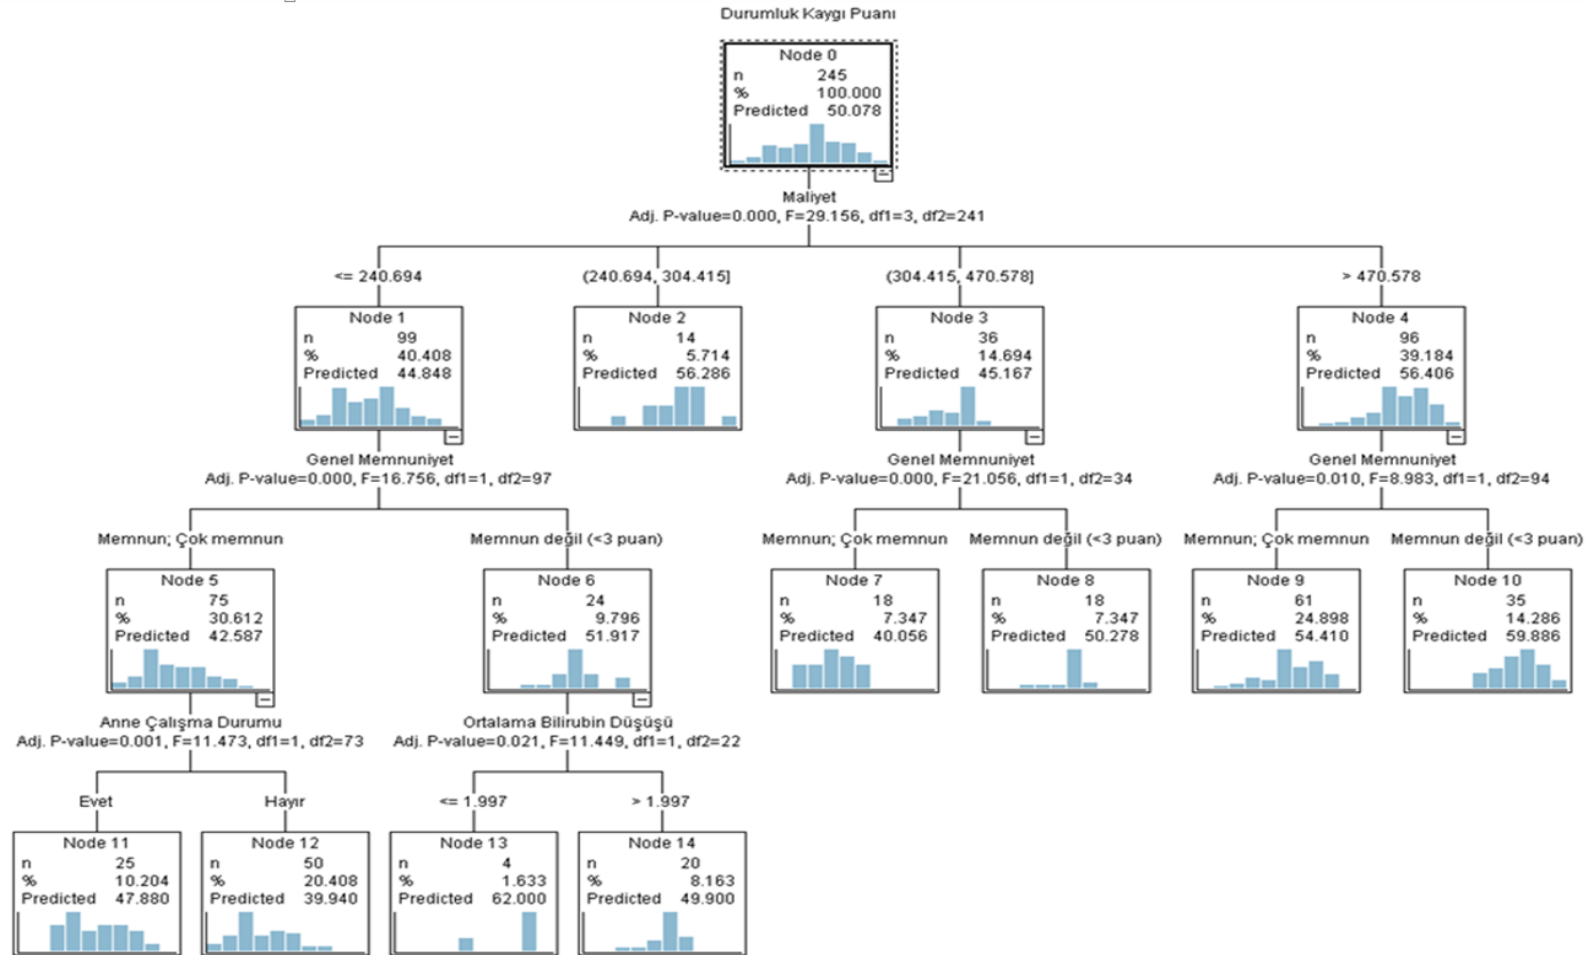 Durumluk Kaygı Puanı
Node 0
n 245
% 100.000
Predicted 50.078
Maliyet
Adj. P-value=0.000, F=29.156, df1=3, df2=241
<= 240.694
(240.694, 304.415]
(304.415, 470.578]
> 470.578
Node 1
n 99
% 40.408
Predicted 44.848
Node 2
n 14
% 5.714
Predicted 56.286
Node 3
n 36
% 14.694
Predicted 45.167
Node 4
n 96
% 39.184
Predicted 56.406
Genel Memnuniyet
Adj. P-value=0.000, F=16.756, df1=1, df2=97
Genel Memnuniyet
Adj. P-value=0.000, F=21.056, df1=1, df2=34
Genel Memnuniyet
Adj. P-value=0.010, F=8.983, df1=1, df2=94
Memnun; Çok memnun
Memnun değil (<3 puan)
Memnun; Çok memnun
Memnun değil (<3 puan)
Memnun; Çok memnun
Memnun değil (<3 puan)
Node 5
n 75
% 30.612
Predicted 42.587
Node 6
n 24
% 9.796
Predicted 51.917
Node 7
n 18
% 7.347
Predicted 40.056
Node 8
n 18
% 7.347
Predicted 50.278
Node 9
n 61
% 24.898
Predicted 54.410
Node 10
n 35
% 14.286
Predicted 59.886
Anne Çalışma Durumu
Adj. P-value=0.001, F=11.473, df1=1, df2=73
Ortalama Bilirubin Düşüşü
Adj. P-value=0.021, F=11.449, df1=1, df2=22
Evet
Hayır
<= 1.997
> 1.997
Node 11
n 25
% 10.204
Predicted 47.880
Node 12
n 50
% 20.408
Predicted 39.940
Node 13
n 4
% 1.633
Predicted 62.000
Node 14
n 20
% 8.163
Predicted 49.900